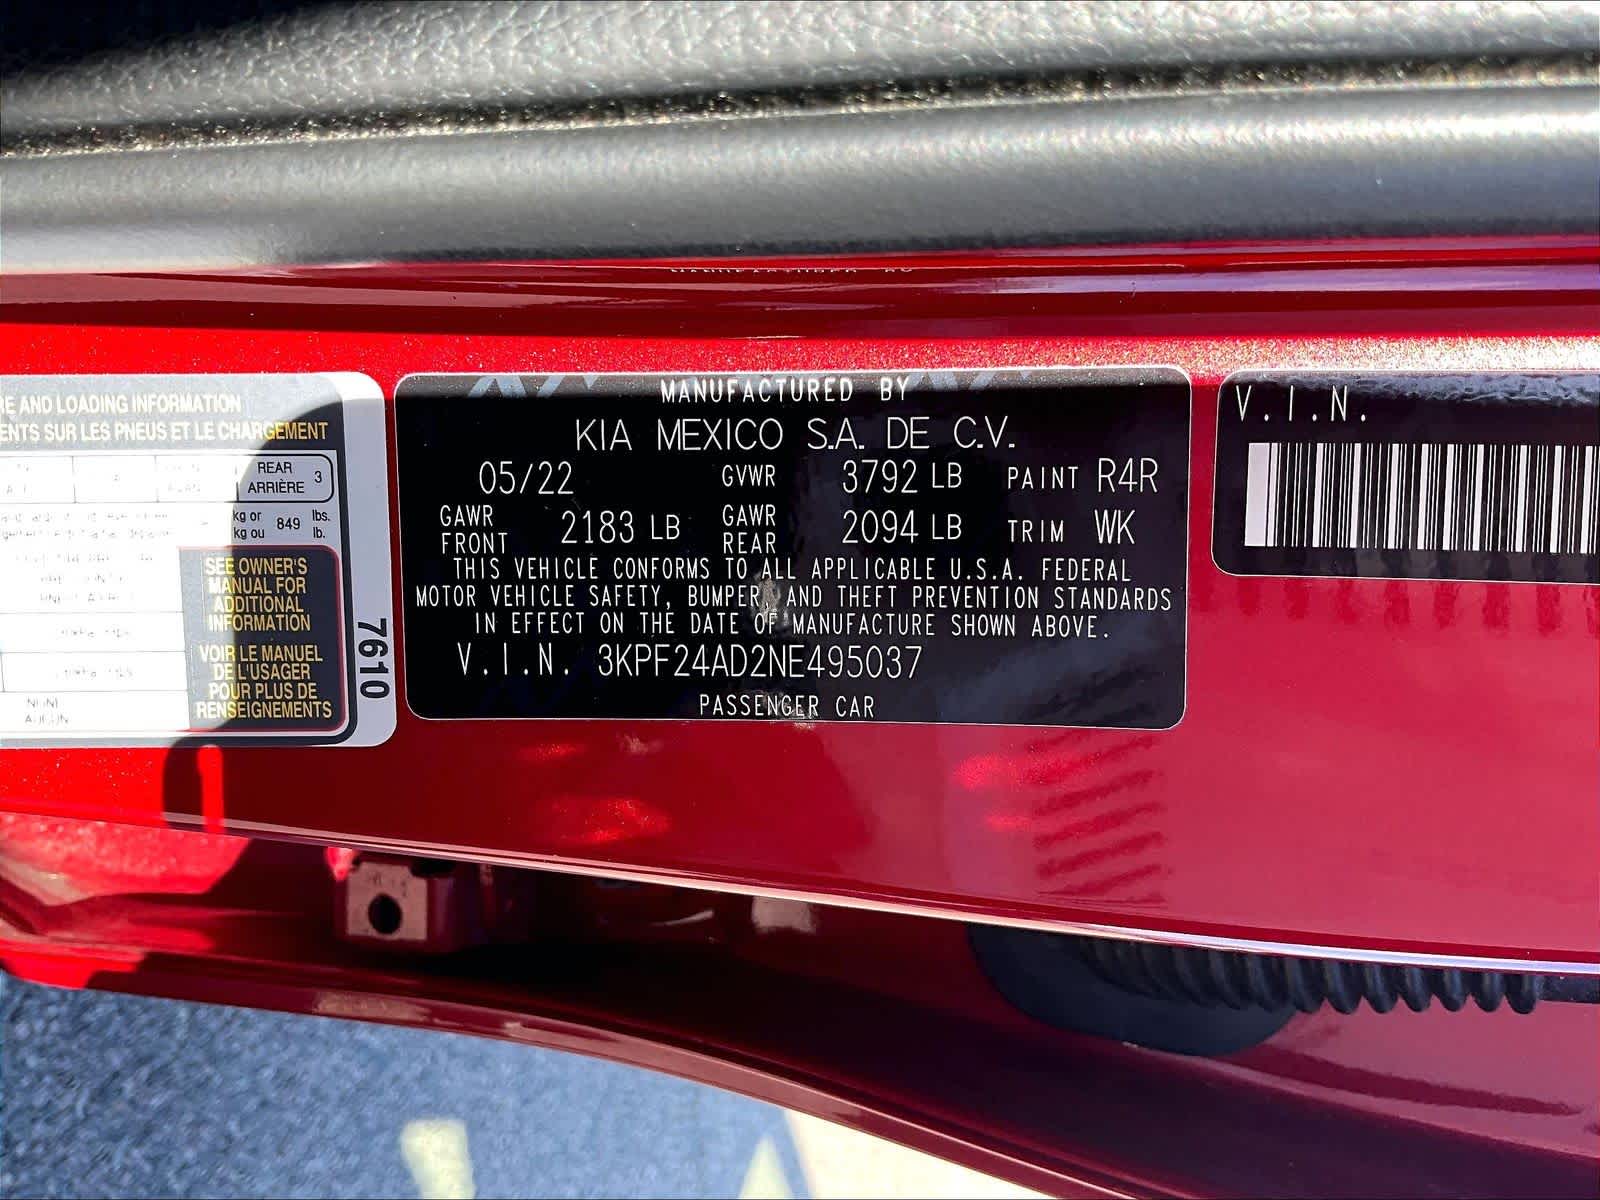 RE AND LOADING INFORMATION
ENTS SUR LES PNEUS ET LE CHARGEMENT
REAR
ARRIÈRE 3
kg or 849 lbs.
kg ou lb.
SEE OWNER'S
MANUAL FOR
ADDITIONAL
INFORMATION
VOIR LE MANUEL
DE L'USAGER
POUR PLUS DE
RENSEIGNEMENTS
7610
MANUFACTURED BY
KIA MEXICO S.A. DE C.V.
05/22 GVWR 3792 LB PAINT R4R
GAWR FRONT 2183 LB GAWR REAR 2094 LB TRIM WK
THIS VEHICLE CONFORMS TO ALL APPLICABLE U.S.A. FEDERAL
MOTOR VEHICLE SAFETY, BUMPER, AND THEFT PREVENTION STANDARDS
IN EFFECT ON THE DATE OF MANUFACTURE SHOWN ABOVE.
V.I.N. 3KPF24AD2NE495037
PASSENGER CAR
V.I.N.